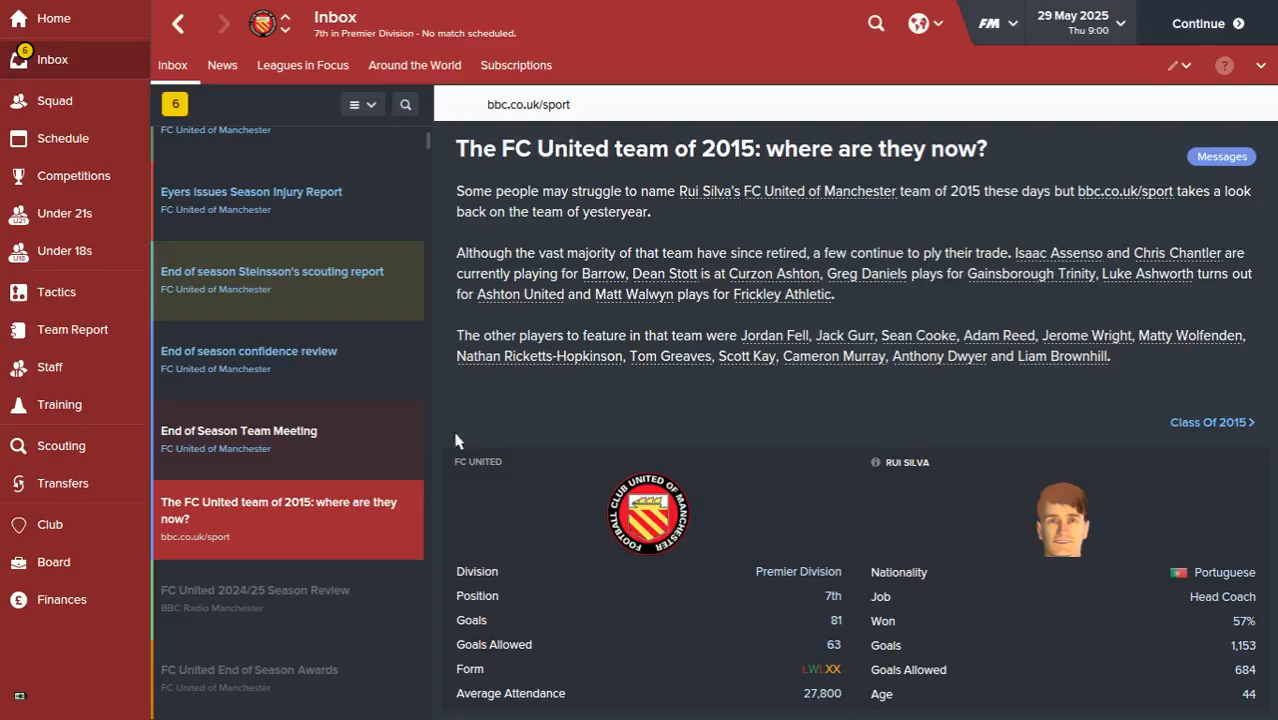 Home
Inbox
6
Squad
Schedule
Competitions
Under 21s
Under 18s
Tactics
Team Report
Staff
Training
Scouting
Transfers
Club
Board
Finances
Inbox
7th in Premier Division - No match scheduled.
FM
29 May 2025
Thu 9:00
Continue
Inbox
News
Leagues in Focus
Around the World
Subscriptions
?
6
FC United of Manchester
Eyers Issues Season Injury Report
FC United of Manchester
End of season Steinsson's scouting report
FC United of Manchester
End of season confidence review
FC United of Manchester
End of Season Team Meeting
FC United of Manchester
The FC United team of 2015: where are they
now?
bbc.co.uk/sport
FC United 2024/25 Season Review
BBC Radio Manchester
FC United End of Season Awards
FC United of Manchester
bbc.co.uk/sport
The FC United team of 2015: where are they now?
Messages
Some people may struggle to name Rui Silva's FC United of Manchester team of 2015 these days but bbc.co.uk/sport takes a look
back on the team of yesteryear.
Although the vast majority of that team have since retired, a few continue to ply their trade. Isaac Assenso and Chris Chantler are
currently playing for Barrow, Dean Stott is at Curzon Ashton, Greg Daniels plays for Gainsborough Trinity, Luke Ashworth turns out
for Ashton United and Matt Walwyn plays for Frickley Athletic.
The other players to feature in that team were Jordan Fell, Jack Gurr, Sean Cooke, Adam Reed, Jerome Wright, Matty Wolfenden,
Nathan Ricketts-Hopkinson, Tom Greaves, Scott Kay, Cameron Murray, Anthony Dwyer and Liam Brownhill.
Class Of 2015
FC UNITED
FOOTBALL CLUB UNITED OF MANCHESTER
Division Premier Division
Position 7th
Goals 81
Goals Allowed 63
Form LWLXX
Average Attendance 27,800
RUI SILVA
Nationality Portuguese
Job Head Coach
Won 57%
Goals 1,153
Goals Allowed 684
Age 44